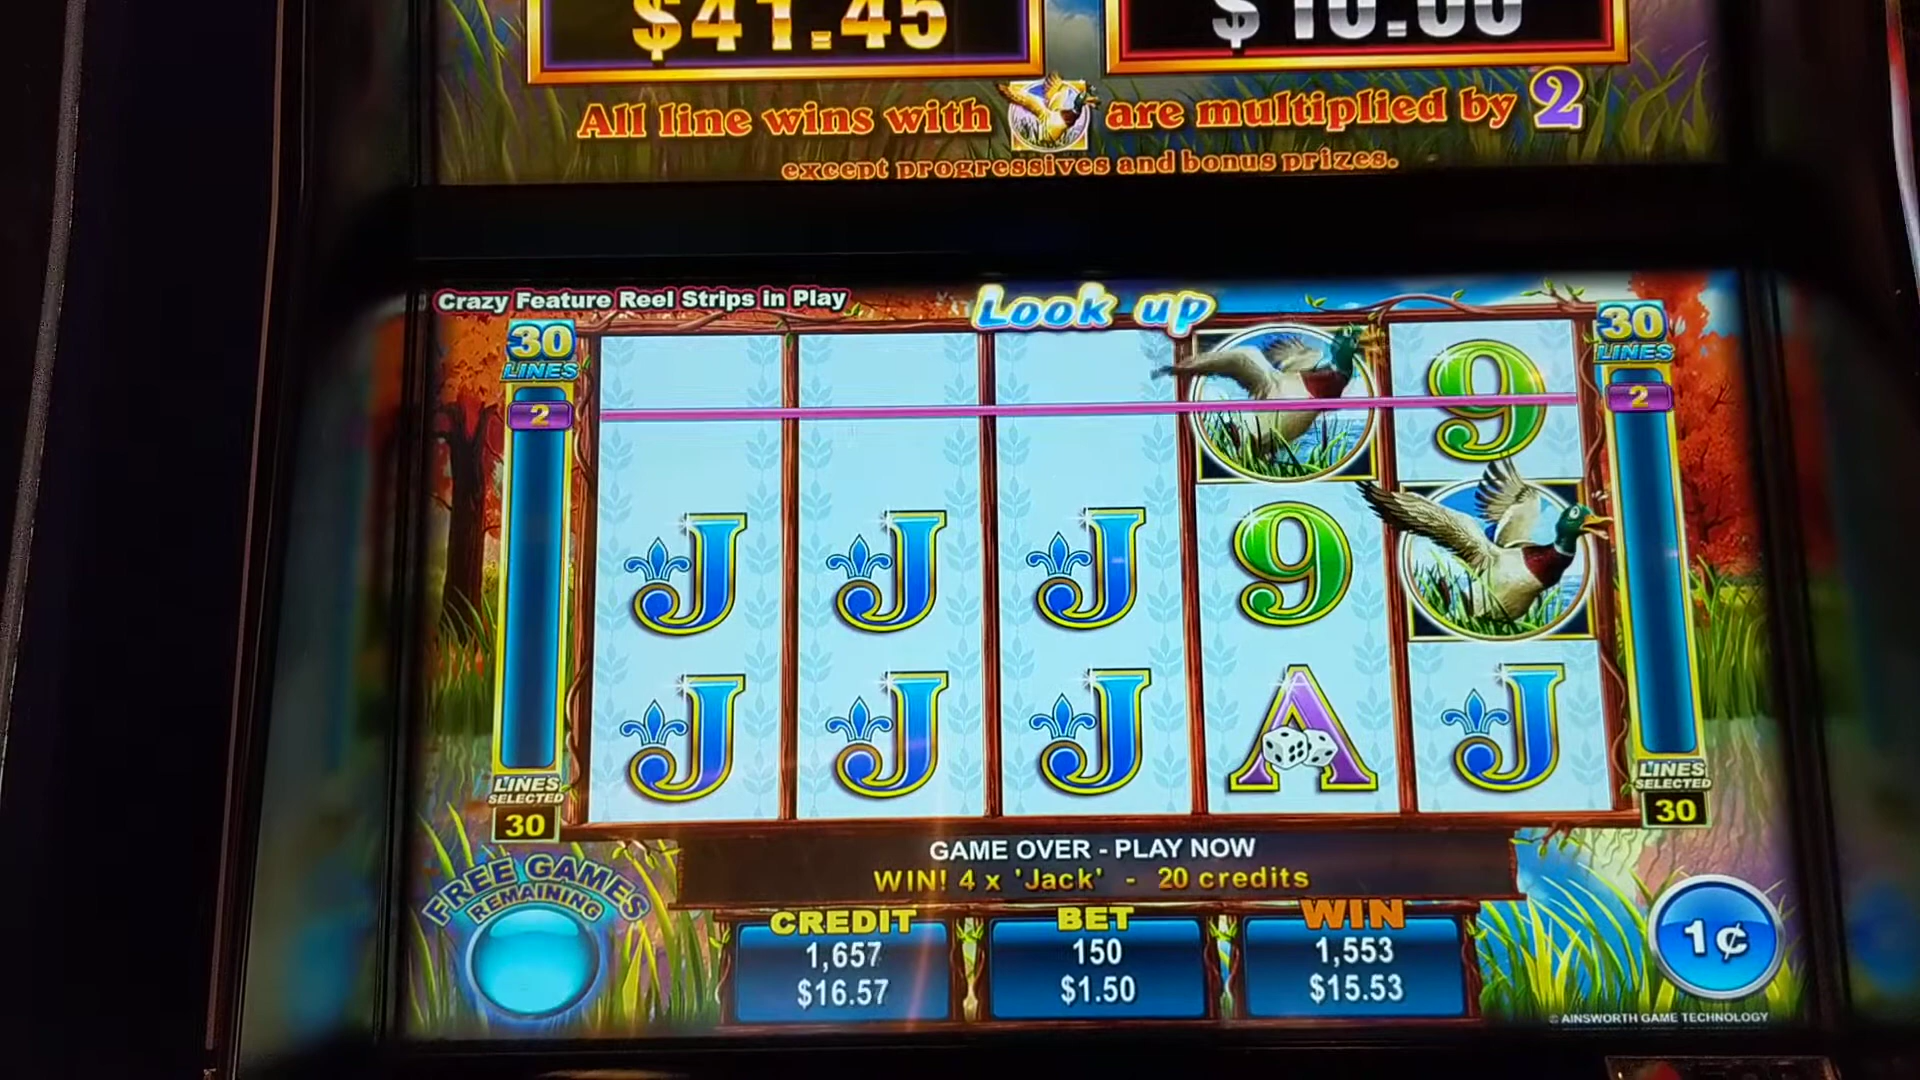 $41.45
$10.00
All line wins with are multiplied by 2
except progressives and bonus prizes.
Crazy Feature Reel Strips in Play
Look up
30
LINES
2
30
LINES
2
9
J J J 9
J J J A J
LINES
SELECTED
30
LINES
SELECTED
30
GAME OVER - PLAY NOW
WIN! 4 x 'Jack' - 20 credits
FREE GAMES
REMAINING
CREDIT
1,657
$16.57
BET
150
$1.50
WIN
1,553
$15.53
1¢
© AINSWORTH GAME TECHNOLOGY